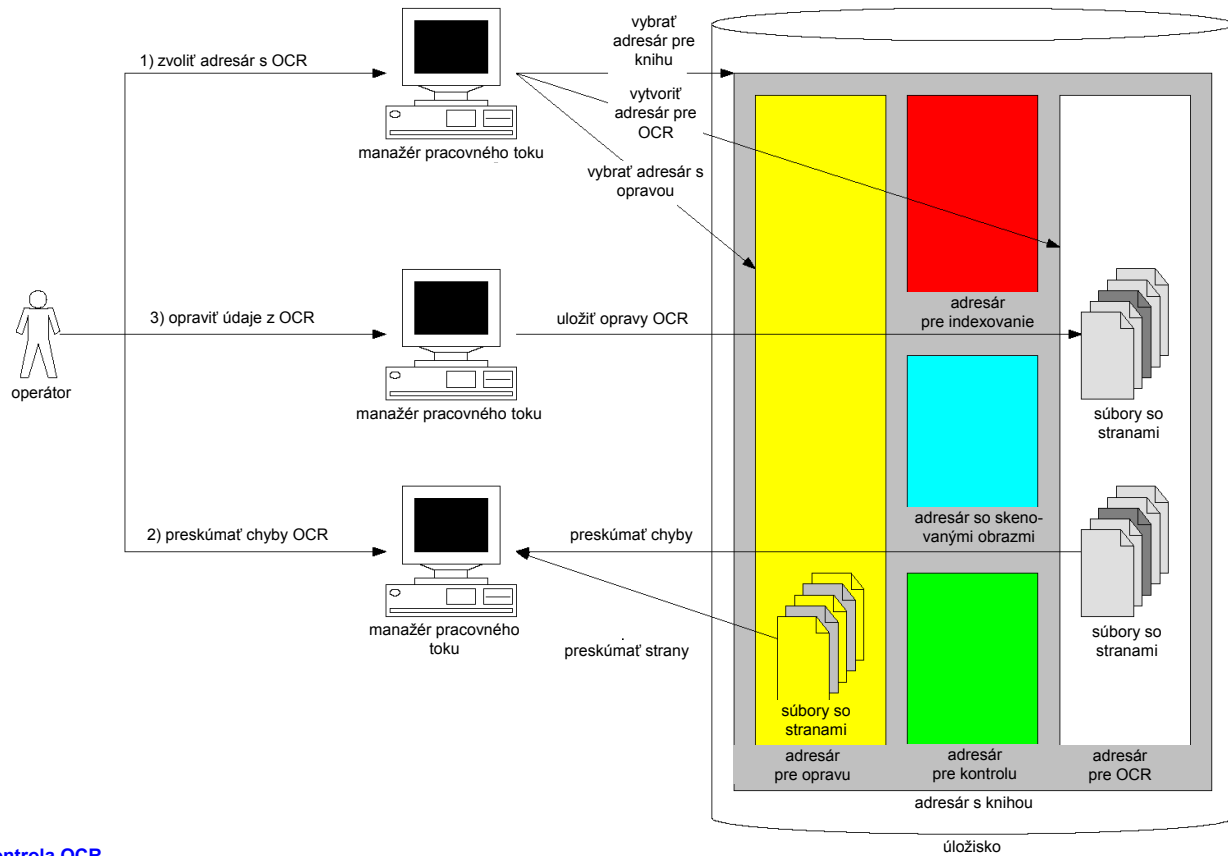 vybrať
adresár pre
knihu
1) zvoliť adresár s OCR
vytvoriť
adresár pre
OCR
manažér pracovného toku
vybrať adresár s
opravou
adresár
pre indexovanie
3) opraviť údaje z OCR
uložiť opravy OCR
operátor
manažér pracovného toku
súbory so
stranami
adresár so skeno-
vanými obrazmi
2) preskúmať chyby OCR
preskúmať chyby
manažér pracovného
toku
preskúmať strany
súbory so
stranami
súbory so
stranami
adresár
pre opravu
adresár
pre kontrolu
adresár
pre OCR
adresár s knihou
úložisko